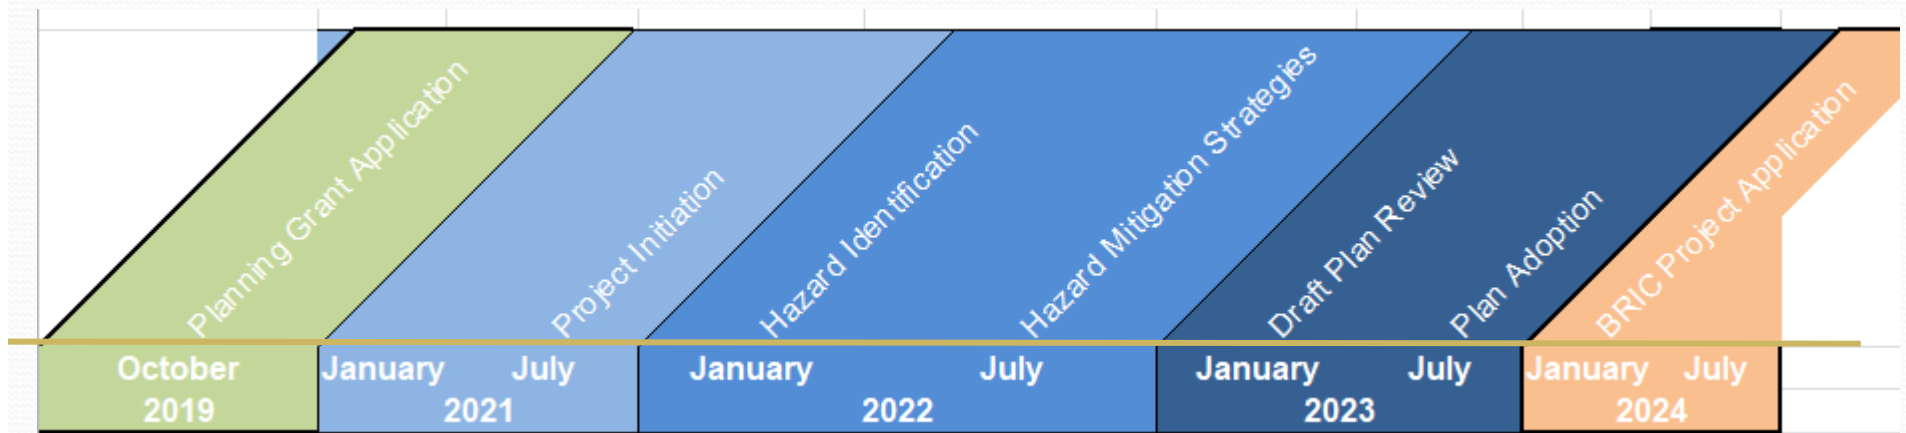 Planning Grant Application
Project Initiation
Hazard Identification
Hazard Mitigation Strategies
Draft Plan Review
Plan Adoption
BRIC Project Application
October January July January July January July January July
2019 2021 2022 2023 2024